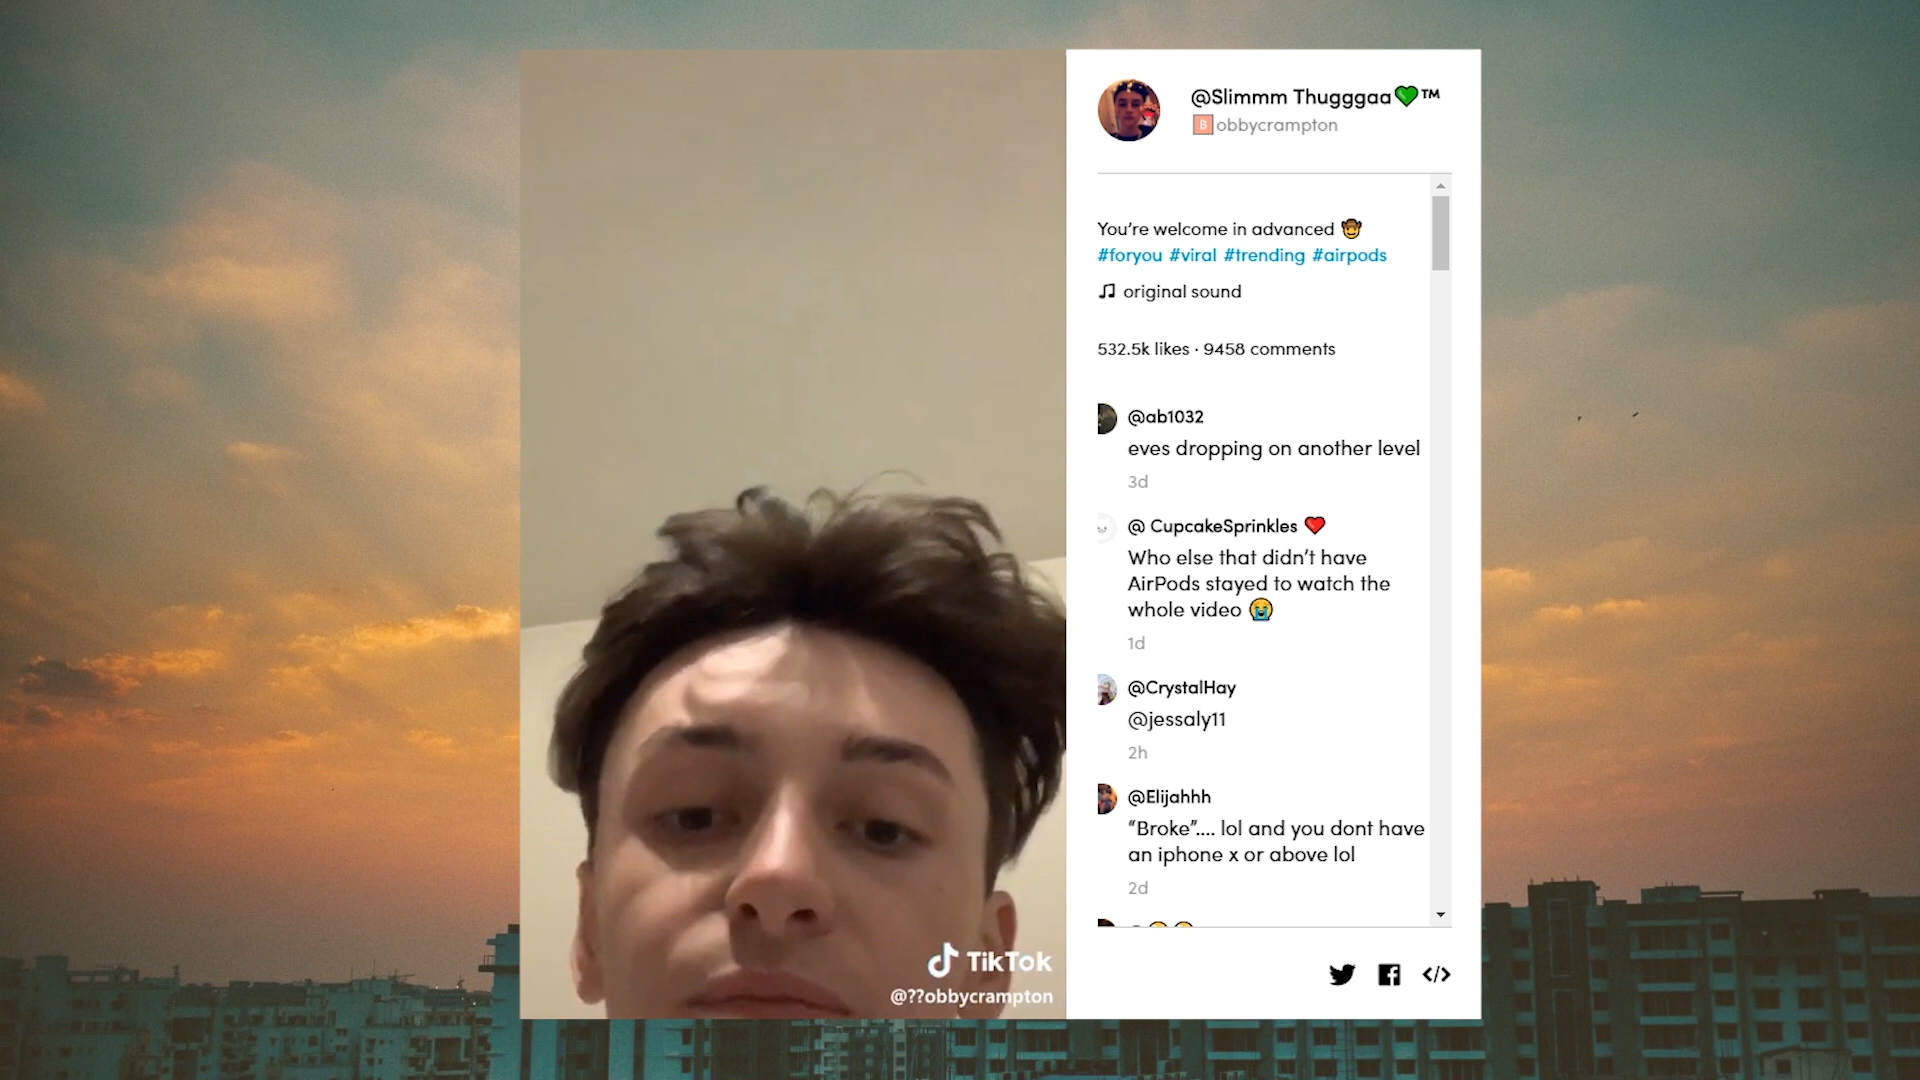 @Slimmm Thugggaa💚™
🅱obbycrampton
You're welcome in advanced 🤠
#foryou #viral #trending #airpods
original sound
532.5k likes · 9458 comments
@ab1032
eves dropping on another level
3d
@ CupcakeSprinkles ❤️
Who else that didn't have
AirPods stayed to watch the
whole video 😭
1d
@CrystalHay
@jessaly11
2h
@Elijahhh
“Broke”.... lol and you dont have
an iphone x or above lol
2d
TikTok
@??obbycrampton